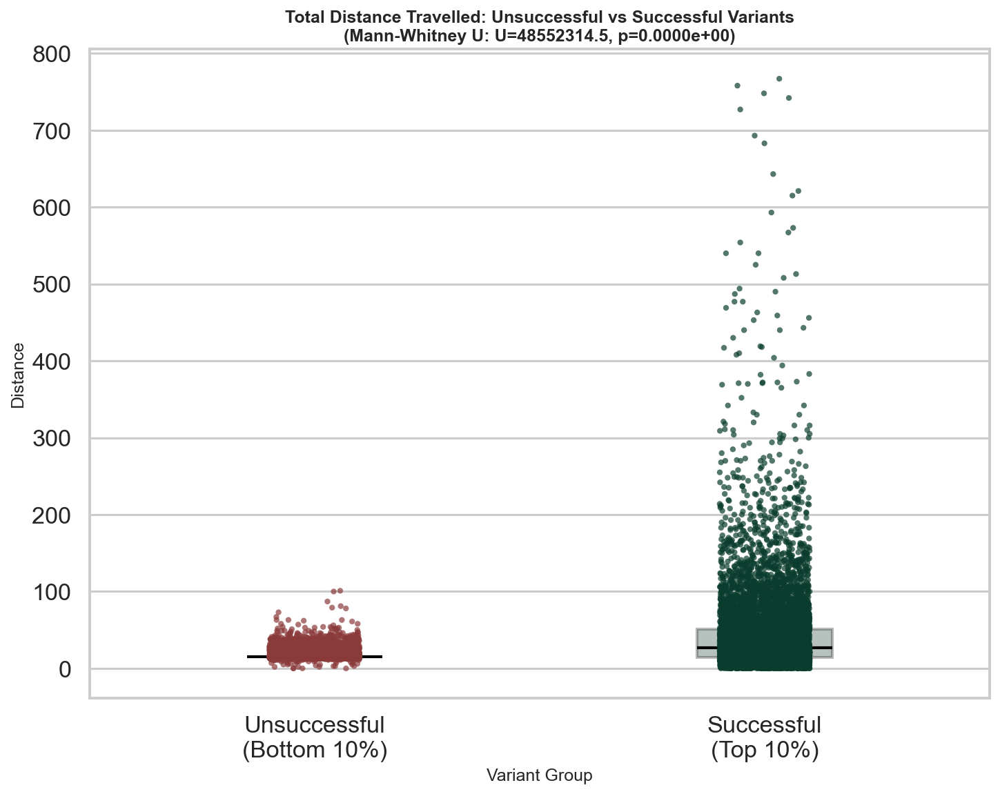 Total Distance Travelled: Unsuccessful vs Successful Variants
(Mann-Whitney U: U=48552314.5, p=0.0000e+00)
800
700
600
500
400
300
200
100
0
Distance
Unsuccessful
(Bottom 10%)
Successful
(Top 10%)
Variant Group